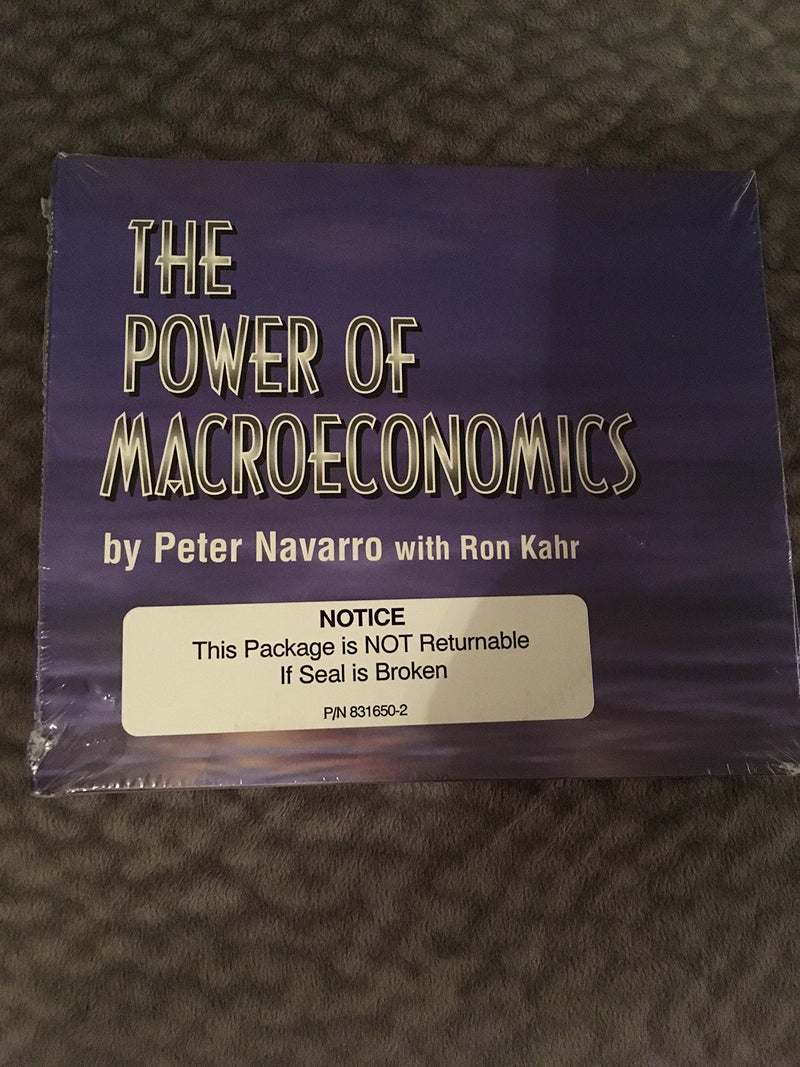 THE
POWER OF
MACROECONOMICS
by Peter Navarro with Ron Kahr
NOTICE
This Package is NOT Returnable
If Seal is Broken
P/N 831650-2